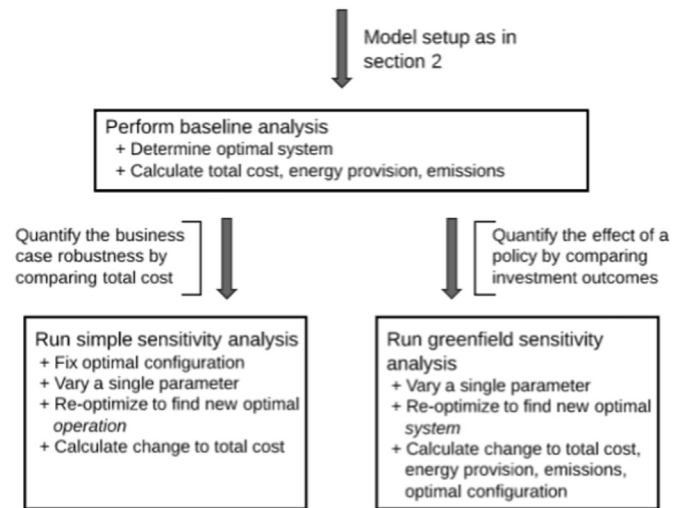 Model setup as in
section 2
Perform baseline analysis
+ Determine optimal system
+ Calculate total cost, energy provision, emissions
Quantify the business
case robustness by
comparing total cost
Quantify the effect of a
policy by comparing
investment outcomes
Run simple sensitivity analysis
+ Fix optimal configuration
+ Vary a single parameter
+ Re-optimize to find new optimal
operation
+ Calculate change to total cost
Run greenfield sensitivity
analysis
+ Vary a single parameter
+ Re-optimize to find new optimal
system
+ Calculate change to total cost,
energy provision, emissions,
optimal configuration